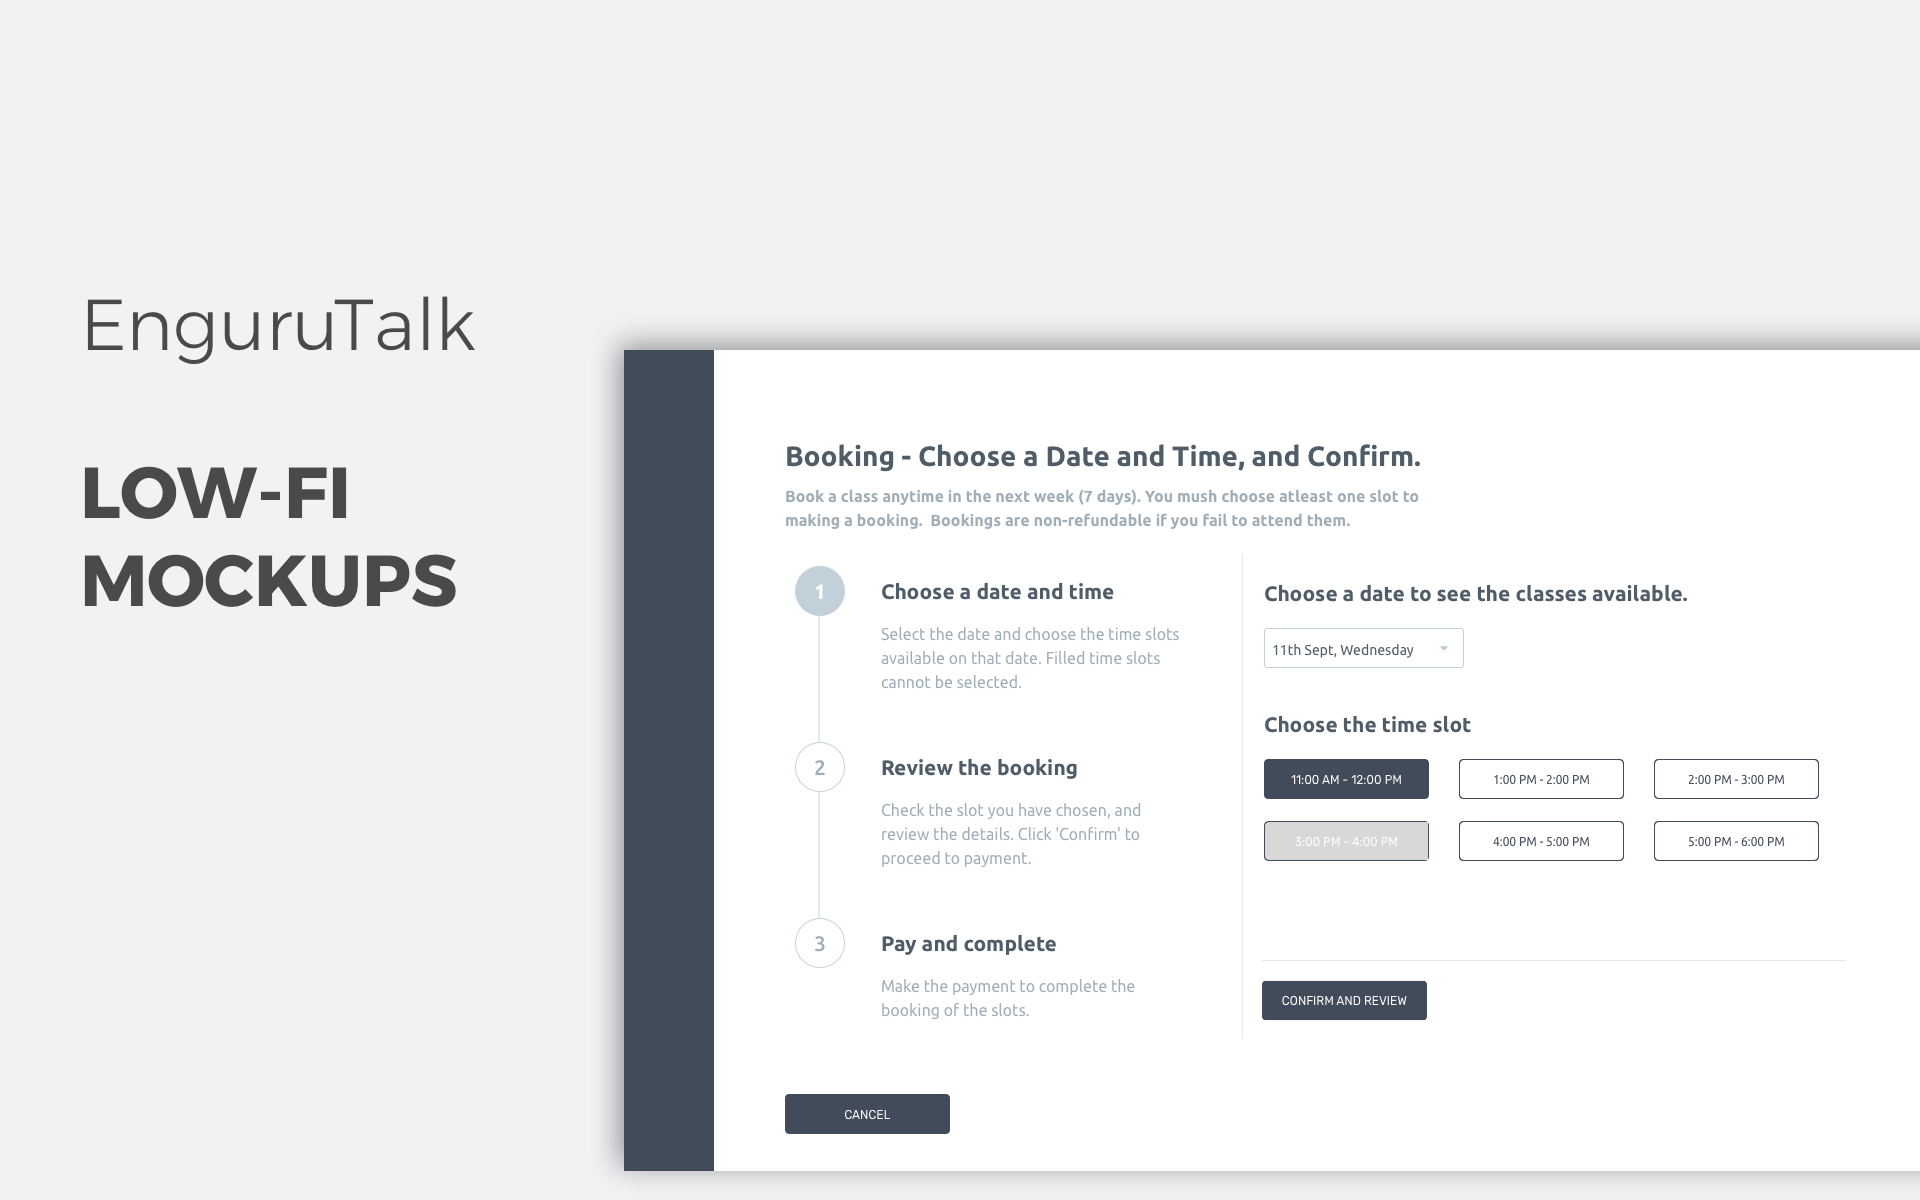 EnguruTalk
LOW-FI
MOCKUPS
Booking - Choose a Date and Time, and Confirm.
Book a class anytime in the next week (7 days). You mush choose atleast one slot to
making a booking.  Bookings are non-refundable if you fail to attend them.
1
Choose a date and time
Select the date and choose the time slots
available on that date. Filled time slots
cannot be selected.
2
Review the booking
Check the slot you have chosen, and
review the details. Click 'Confirm' to
proceed to payment.
3
Pay and complete
Make the payment to complete the
booking of the slots.
CANCEL
Choose a date to see the classes available.
11th Sept, Wednesday
Choose the time slot
11:00 AM - 12:00 PM
1:00 PM - 2:00 PM
2:00 PM - 3:00 PM
3:00 PM - 4:00 PM
4:00 PM - 5:00 PM
5:00 PM - 6:00 PM
CONFIRM AND REVIEW